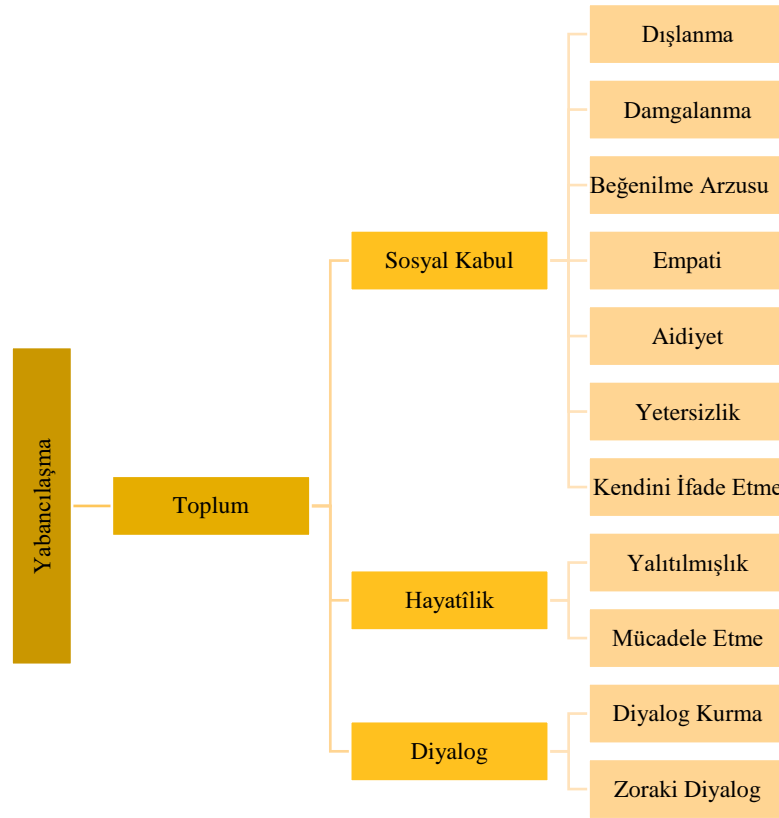 Yabancılaşma
Toplum
Sosyal Kabul
Dışlanma
Damgalanma
Beğenilme Arzusu
Empati
Aidiyet
Yetersizlik
Kendini İfade Etme
Hayatîlik
Yalıtılmışlık
Mücadele Etme
Diyalog
Diyalog Kurma
Zoraki Diyalog